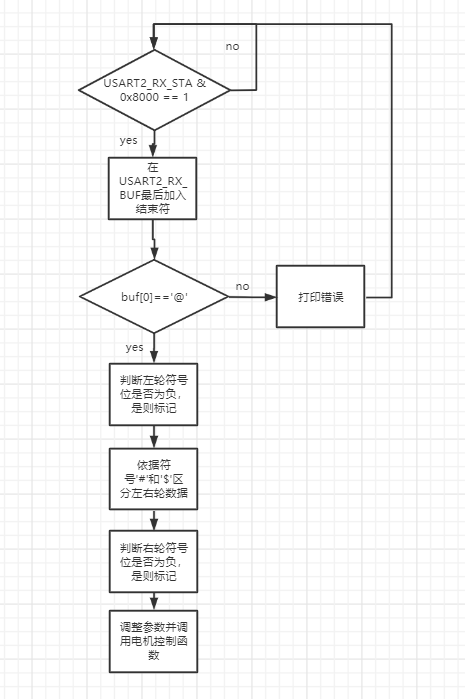 no
USART2_RX_STA &
0x8000 == 1
yes
在
USART2_RX_
BUF最后加入
结束符
buf[0]=='@'
no
打印错误
yes
判断左轮符号
位是否为负，
是则标记
依据符
号'#'和'$'区
分左右轮数据
判断右轮符号
位是否为负，
是则标记
调整参数并调
用电机控制函
数